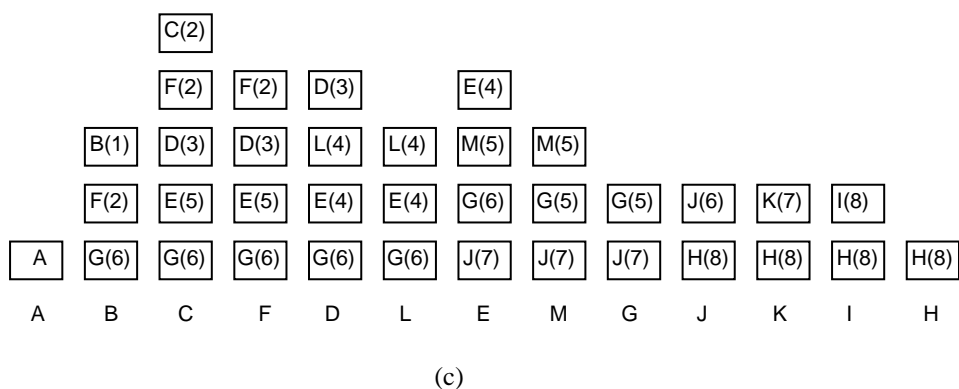 C(2)
F(2) F(2) D(3) E(4)
B(1) D(3) D(3) L(4) L(4) M(5) M(5)
F(2) E(5) E(5) E(4) E(4) G(6) G(5) G(5) J(6) K(7) I(8)
A G(6) G(6) G(6) G(6) G(6) J(7) J(7) J(7) H(8) H(8) H(8) H(8)
A B C F D L E M G J K I H
(c)